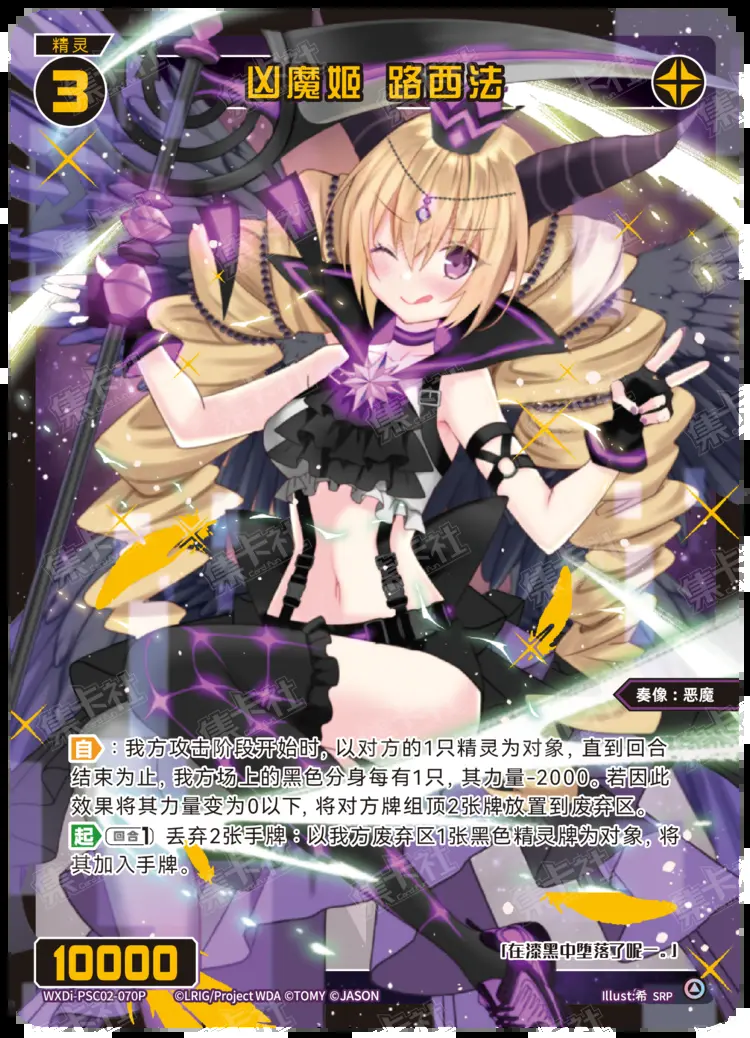 精灵
3
凶魔姬 路西法
奏像：恶魔
自：我方攻击阶段开始时，以对方的1只精灵为对象，直到回合
结束为止，我方场上的黑色分身每有1只，其力量-2000。若因此
效果将其力量变为0以下，将对方牌组顶2张牌放置到废弃区。
起 回合1 丢弃2张手牌：以我方废弃区1张黑色精灵牌为对象，将
其加入手牌。
10000
「在漆黑中堕落了呢—。」
WXDi-PSC02-070P ©LRIG/Project WDA ©TOMY ©JASON
Illust:希 SRP
集卡社